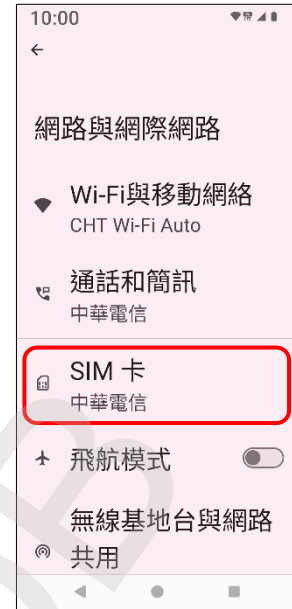 10:00
網路與網際網路
Wi-Fi與移動網絡
CHT Wi-Fi Auto
通話和簡訊
中華電信
SIM 卡
中華電信
飛航模式
無線基地台與網路
共用